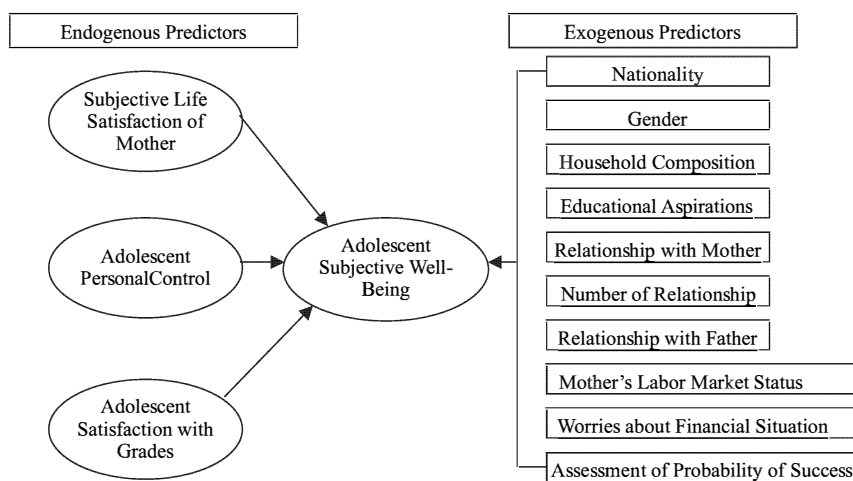 Endogenous Predictors
Exogenous Predictors
Subjective Life
Satisfaction of
Mother
Adolescent
PersonalControl
Adolescent
Satisfaction with
Grades
Adolescent
Subjective Well-
Being
Nationality
Gender
Household Composition
Educational Aspirations
Relationship with Mother
Number of Relationship
Relationship with Father
Mother's Labor Market Status
Worries about Financial Situation
Assessment of Probability of Success